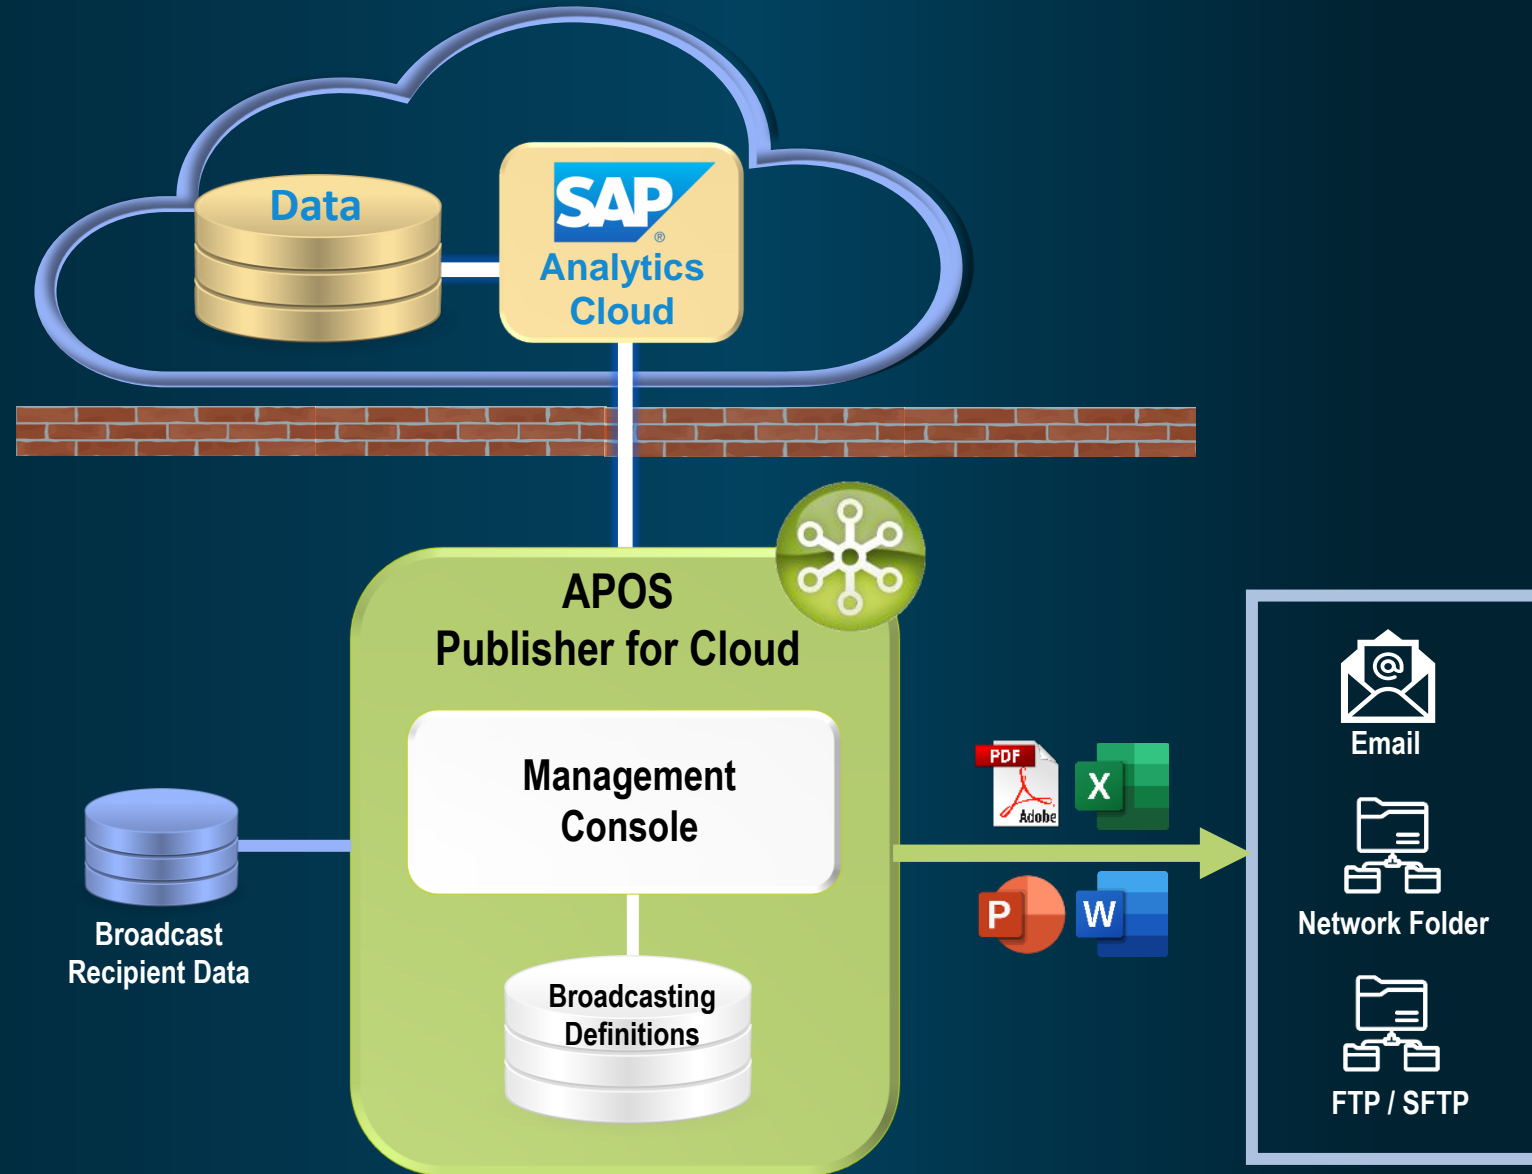 Data
SAP
®
Analytics
Cloud
APOS
Publisher for Cloud
Management
Console
Broadcasting
Definitions
Broadcast
Recipient Data
PDF
Adobe
X
P
W
@
Email
Network Folder
FTP / SFTP